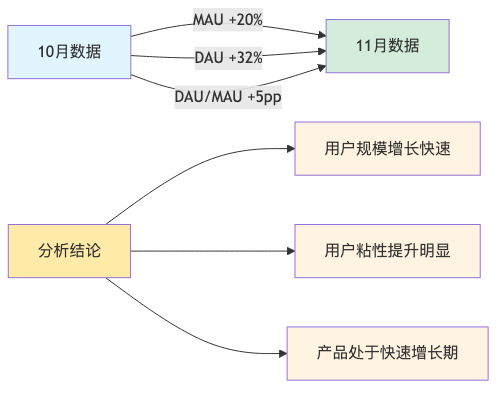 MAU +20%
10月数据
DAU +32%
11月数据
DAU/MAU +5pp
用户规模增长快速
分析结论
用户粘性提升明显
产品处于快速增长期